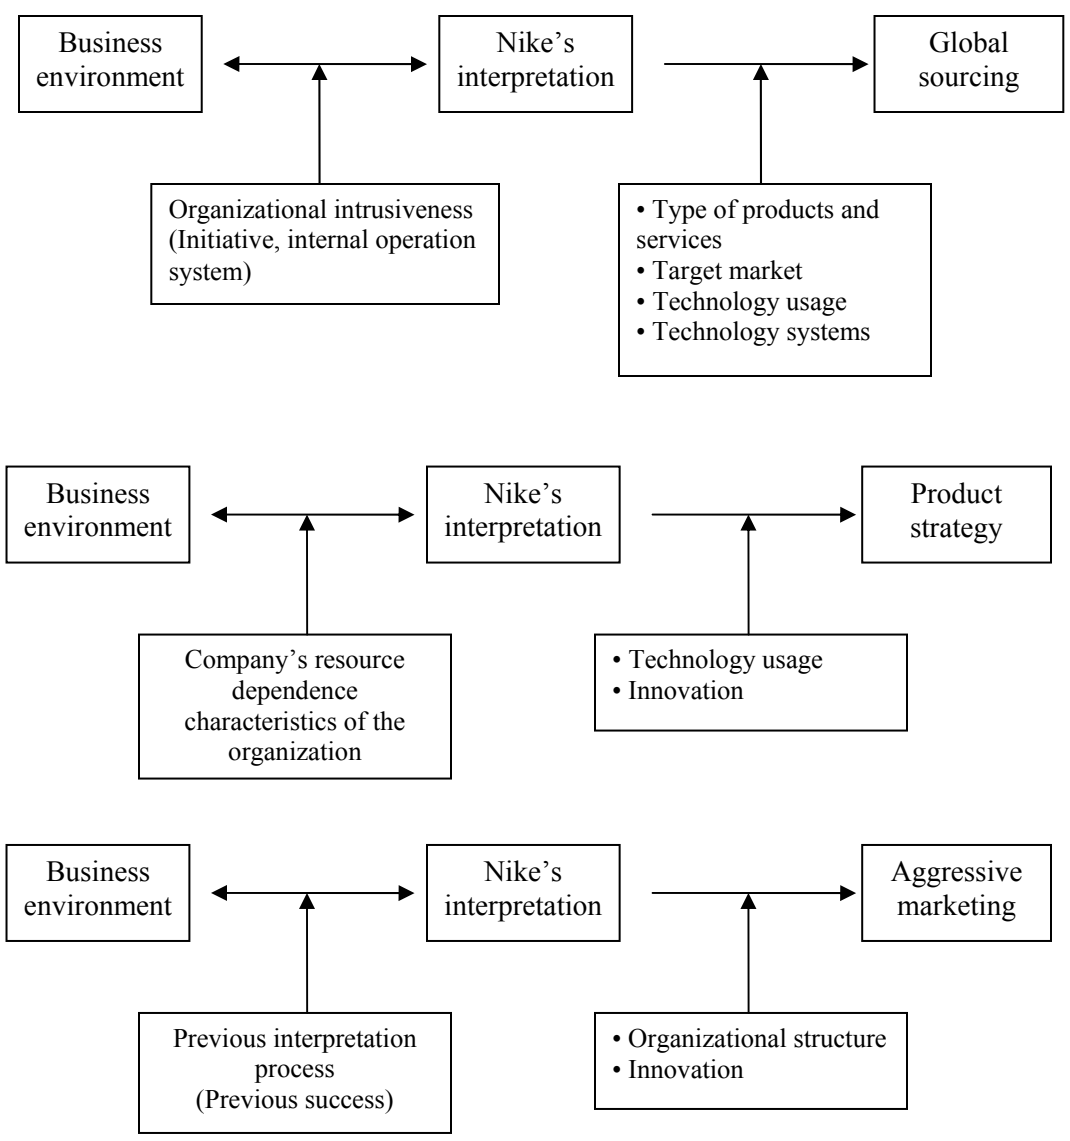 Business
environment
Nike’s
interpretation
Global
sourcing
Organizational intrusiveness
(Initiative, internal operation
system)
• Type of products and
services
• Target market
• Technology usage
• Technology systems
Business
environment
Nike’s
interpretation
Product
strategy
Company’s resource
dependence
characteristics of the
organization
• Technology usage
• Innovation
Business
environment
Nike’s
interpretation
Aggressive
marketing
Previous interpretation
process
(Previous success)
• Organizational structure
• Innovation